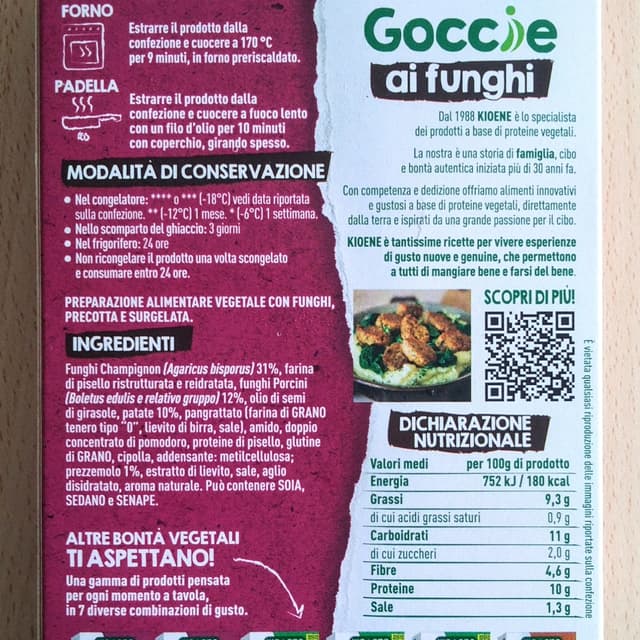 FORNO
Estrarre il prodotto dalla
confezione e cuocere a 170 °C
per 9 minuti, in forno preriscaldato.
PADELLA
Estrarre il prodotto dalla
confezione e cuocere a fuoco lento
con un filo d'olio per 10 minuti
con coperchio, girando spesso.
MODALITÀ DI CONSERVAZIONE
• Nel congelatore: **** o *** (-18°C) vedi data riportata
sulla confezione. ** (-12°C) 1 mese. * (-6°C) 1 settimana.
• Nello scomparto del ghiaccio: 3 giorni
• Nel frigorifero: 24 ore
• Non ricongelare il prodotto una volta scongelato
e consumare entro 24 ore.
PREPARAZIONE ALIMENTARE VEGETALE CON FUNGHI,
PRECOTTA E SURGELATA.
INGREDIENTI
Funghi Champignon (Agaricus bisporus) 31%, farina
di pisello ristrutturata e reidratata, funghi Porcini
(Boletus edulis e relativo gruppo) 12%, olio di semi
di girasole, patate 10%, pangrattato (farina di GRANO
tenero tipo "0", lievito di birra, sale), amido, doppio
concentrato di pomodoro, proteine di pisello, glutine
di GRANO, cipolla, addensante: metilcellulosa;
prezzemolo 1%, estratto di lievito, sale, aglio
disidratato, aroma naturale. Può contenere SOIA,
SEDANO e SENAPE.
ALTRE BONTÀ VEGETALI
TI ASPETTANO!
Una gamma di prodotti pensata
per ogni momento a tavola,
in 7 diverse combinazioni di gusto.
Goccie
ai funghi
Dal 1988 KIOENE è lo specialista
dei prodotti a base di proteine vegetali.
La nostra è una storia di famiglia, cibo
e bontà autentica iniziata più di 30 anni fa.
Con competenza e dedizione offriamo alimenti innovativi
e gustosi a base di proteine vegetali, direttamente
dalla terra e ispirati da una grande passione per il cibo.
KIOENE è tantissime ricette per vivere esperienze
di gusto nuove e genuine, che permettono
a tutti di mangiare bene e farsi del bene.
SCOPRI DI PIÙ!
È vietata qualsiasi riproduzione delle immagini riportate sulla confezione
DICHIARAZIONE
NUTRIZIONALE
Valori medi per 100g di prodotto
Energia 752 kJ / 180 kcal
Grassi 9,3 g
di cui acidi grassi saturi 0,9 g
Carboidrati 11 g
di cui zuccheri 2,0 g
Fibre 4,6 g
Proteine 10 g
Sale 1,3 g